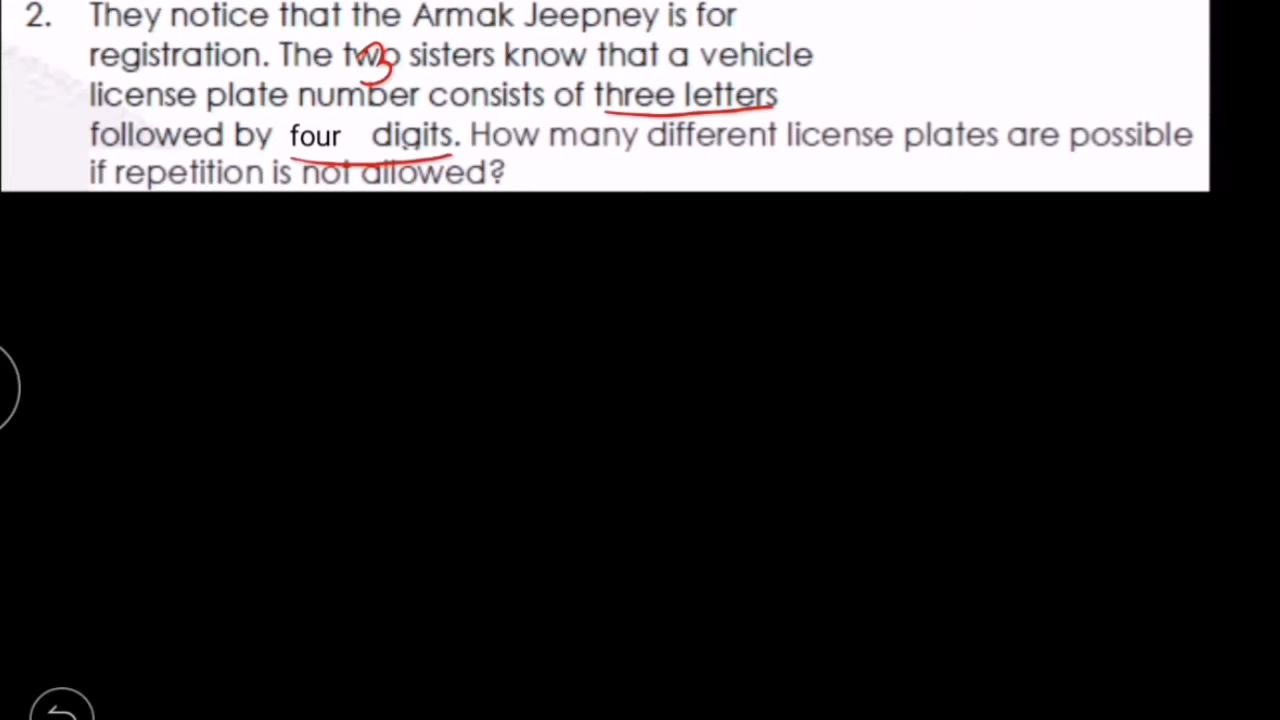 2. They notice that the Armak Jeepney is for
registration. The two sisters know that a vehicle
3
license plate number consists of three letters
followed by four digits. How many different license plates are possible
if repetition is not allowed?